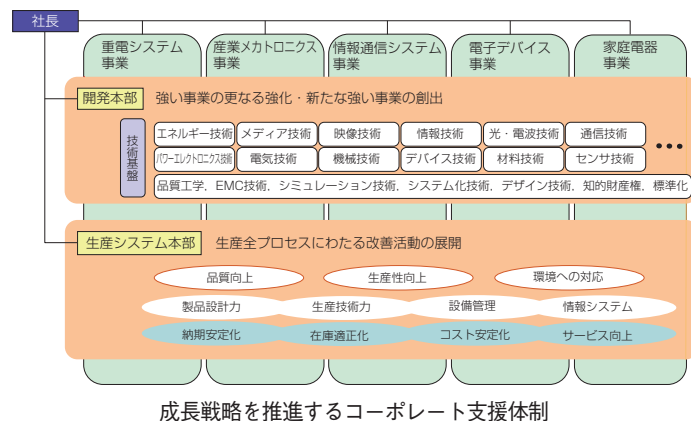 社長
重電システム
事業
産業メカトロニクス
事業
情報通信システム
事業
電子デバイス
事業
家庭電器
事業
開発本部
強い事業の更なる強化・新たな強い事業の創出
技術基盤
エネルギー技術
メディア技術
映像技術
情報技術
光・電波技術
通信技術
パワーエレクトロニクス技術
電気技術
機械技術
デバイス技術
材料技術
センサ技術
•••
品質工学，EMC技術，シミュレーション技術，システム化技術，デザイン技術，知的財産権，標準化
生産システム本部
生産全プロセスにわたる改善活動の展開
品質向上
生産性向上
環境への対応
製品設計力
生産技術力
設備管理
情報システム
納期安定化
在庫適正化
コスト安定化
サービス向上
成長戦略を推進するコーポレート支援体制